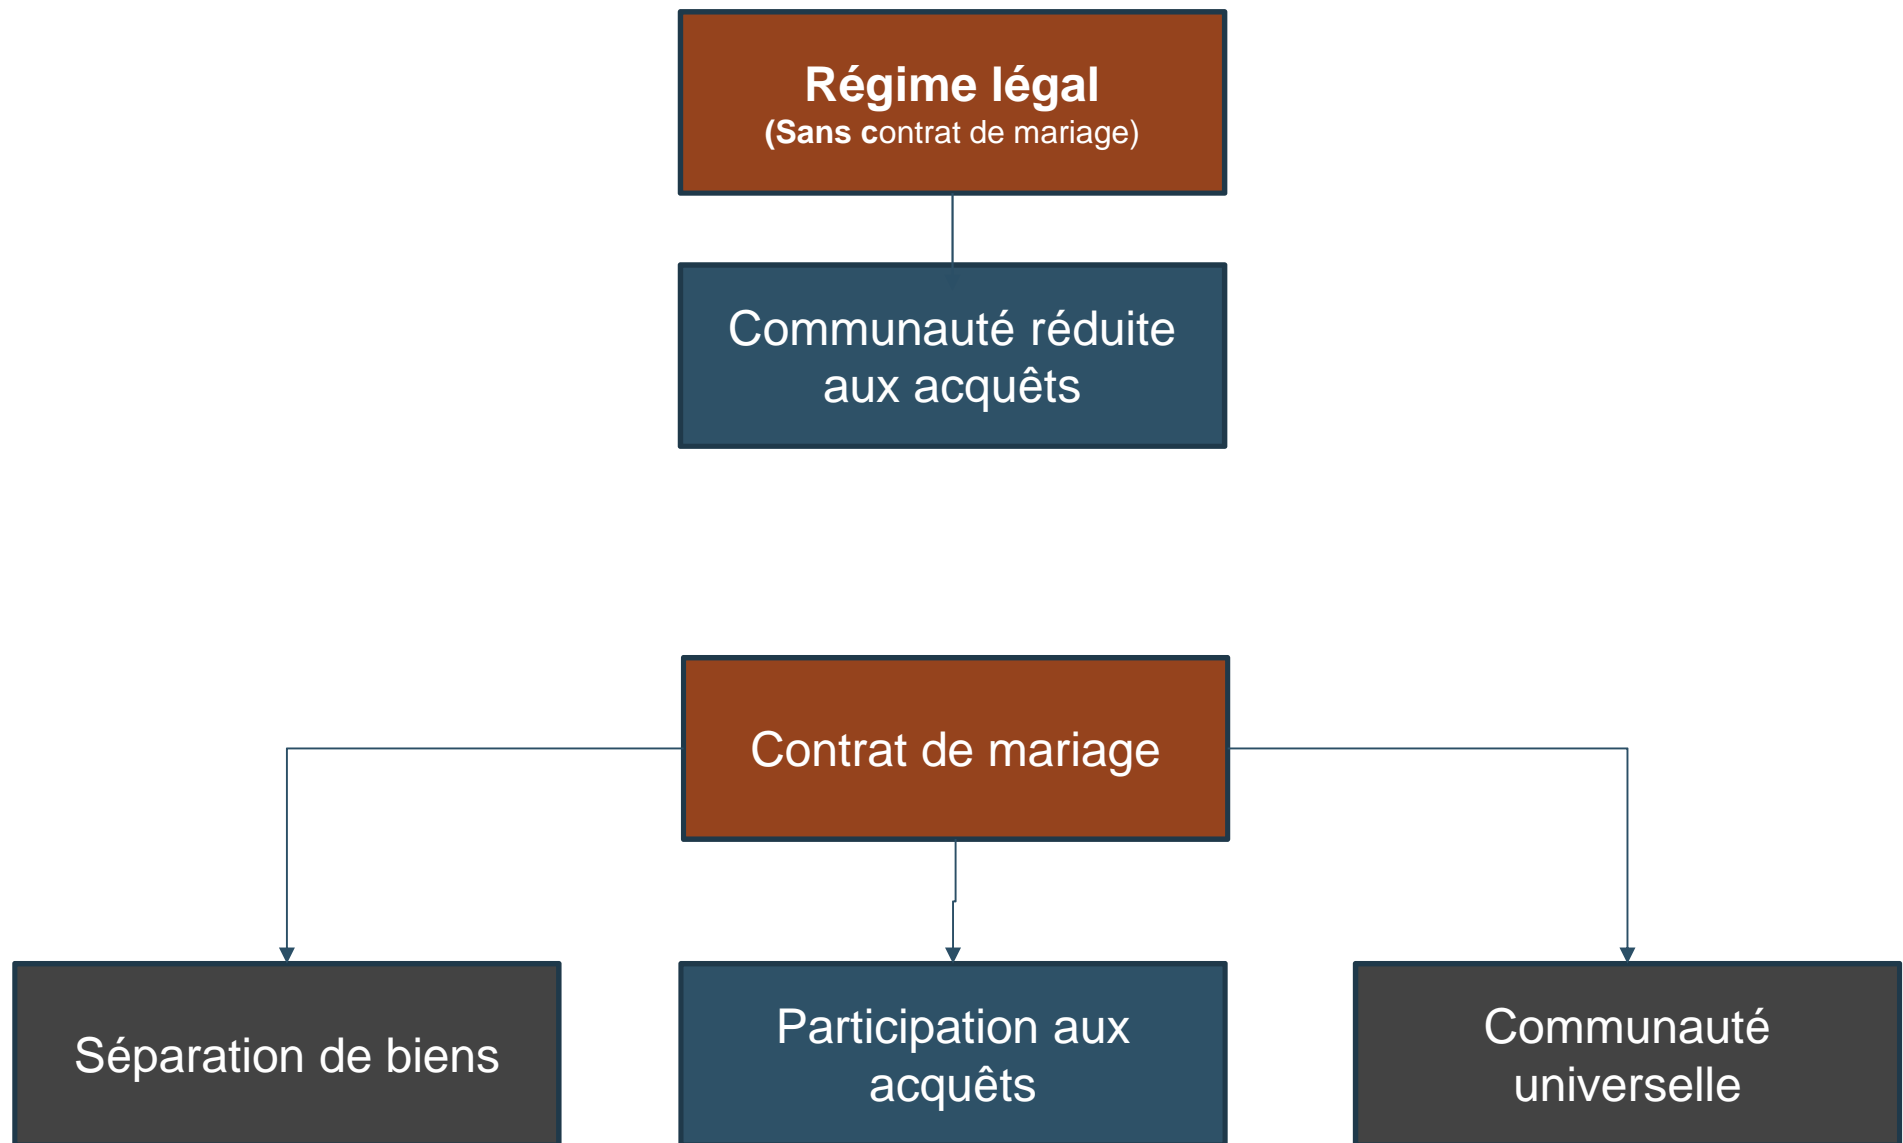 Régime légal
(Sans contrat de mariage)
Communauté réduite
aux acquêts
Contrat de mariage
Séparation de biens
Participation aux
acquêts
Communauté
universelle